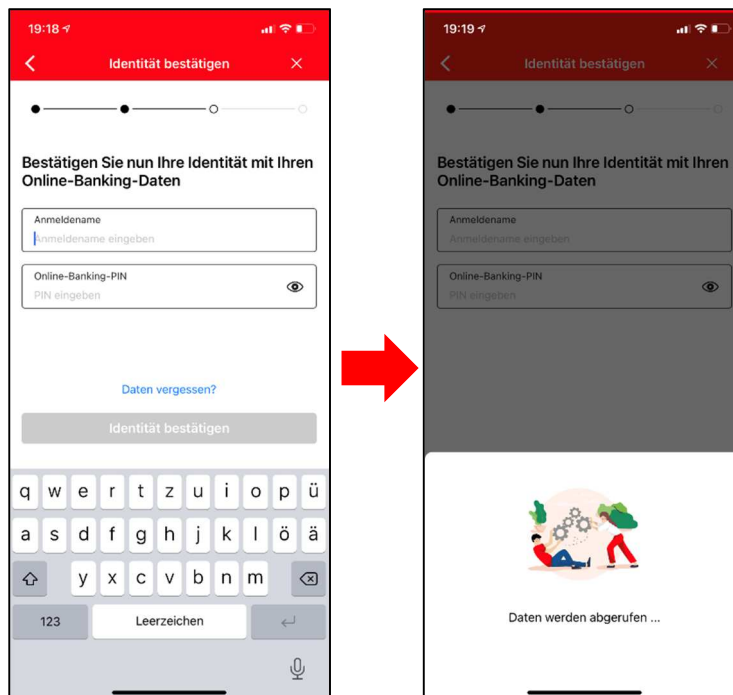 19:18
Identität bestätigen
Bestätigen Sie nun Ihre Identität mit Ihren
Online-Banking-Daten
Anmeldename
Anmeldename eingeben
Online-Banking-PIN
PIN eingeben
Daten vergessen?
Identität bestätigen
q w e r t z u i o p ü
a s d f g h j k l ö ä
y x c v b n m
123 Leerzeichen
19:19
Identität bestätigen
Bestätigen Sie nun Ihre Identität mit Ihren
Online-Banking-Daten
Anmeldename
Anmeldename eingeben
Online-Banking-PIN
PIN eingeben
Daten werden abgerufen ...